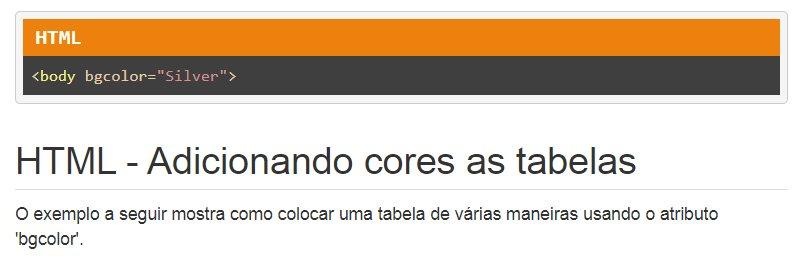 HTML
<body bgcolor="Silver">
HTML - Adicionando cores as tabelas
O exemplo a seguir mostra como colocar uma tabela de várias maneiras usando o atributo
'bgcolor'.